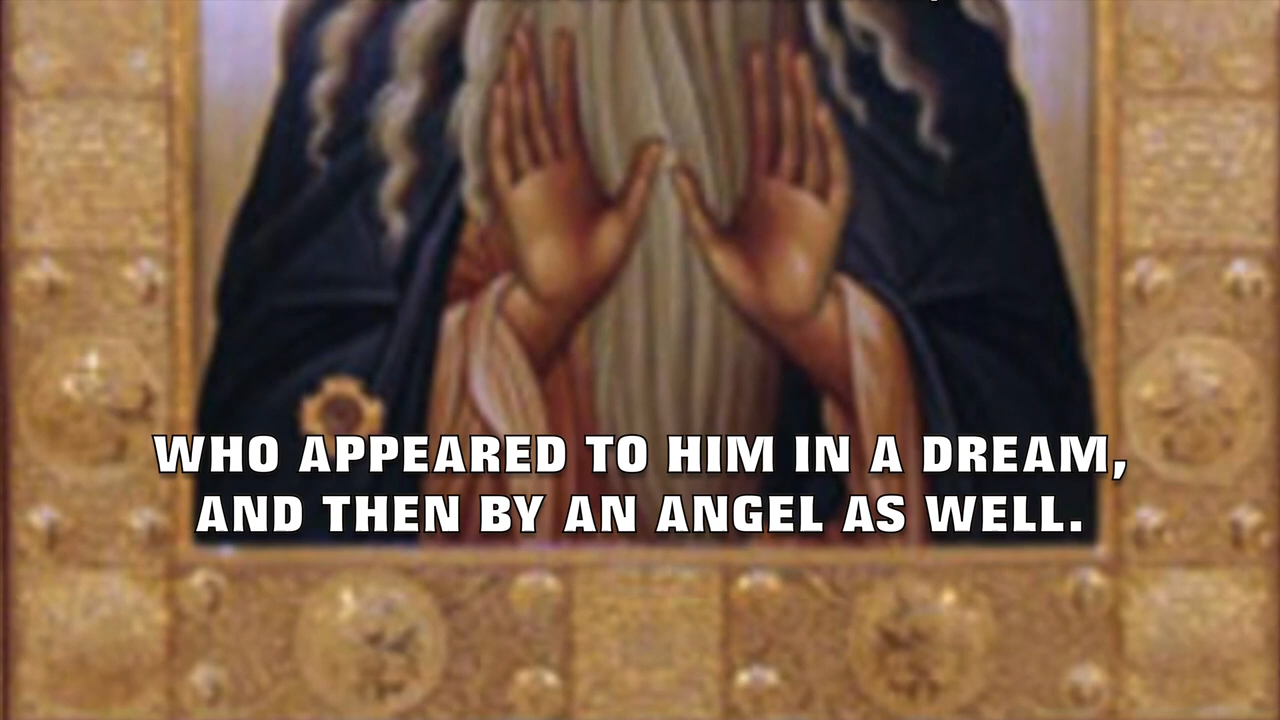 WHO APPEARED TO HIM IN A DREAM,
AND THEN BY AN ANGEL AS WELL.